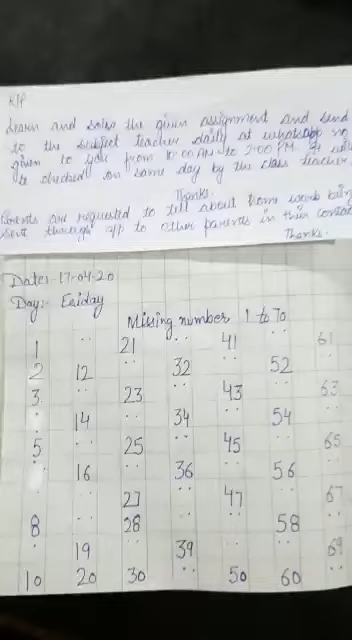 K/P
Learn and solve the given assignment and send
to the subject teacher daily at whatsapp no
given to you from 10:00 AM to 2:00 PM. It will
be checked on same day by the class teacher.
Thanks.
Parents are requested to tell about home work being
sent through app to other parents in their contact
Thanks.
Date:- 17-04-20
Day:- Friday
Missing number 1 to 70
1 .. 21 .. 41 .. 61
2 12 .. 32 .. 52 ..
3 .. 23 .. 43 .. 63
.. 14 .. 34 .. 54 ..
5 .. 25 .. 45 .. 65
.. 16 .. 36 .. 56 ..
.. .. 27 .. 47 .. 67
8 .. 28 .. .. 58 ..
.. 19 .. 39 .. .. 69
10 20 30 .. 50 60 ..